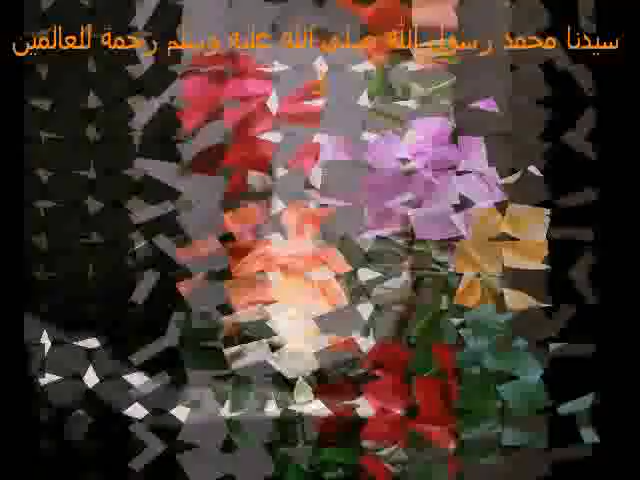 سيدنا محمد رسول الله صلى الله عليه وسلم رحمة للعالمين